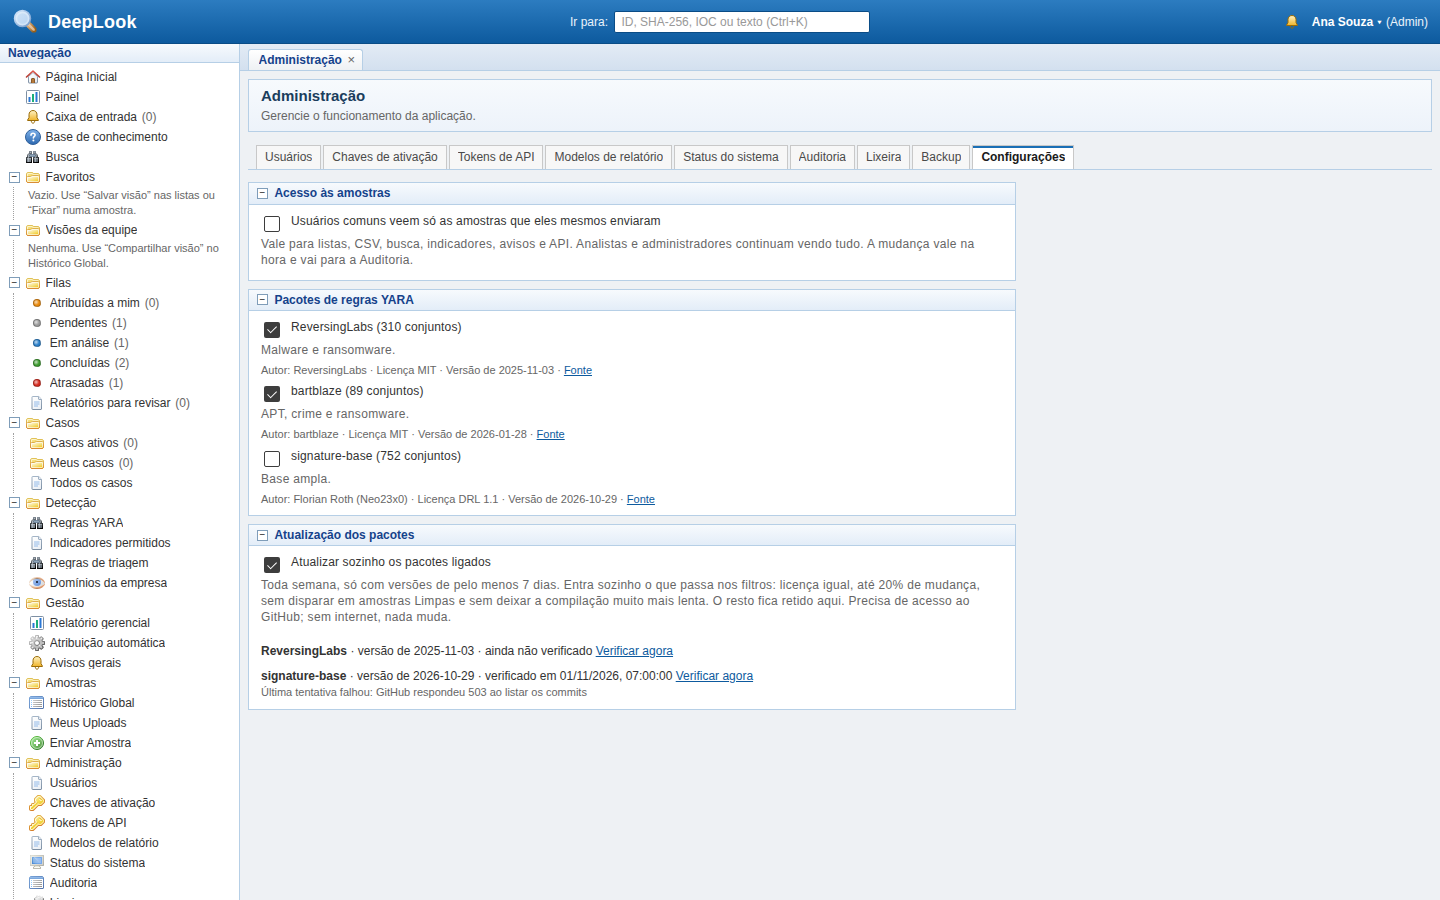 DeepLook
Ir para: ID, SHA-256, IOC ou texto (Ctrl+K)
Ana Souza (Admin)
Navegação
Página Inicial
Painel
Caixa de entrada (0)
Base de conhecimento
Busca
Favoritos
Vazio. Use “Salvar visão” nas listas ou
“Fixar” numa amostra.
Visões da equipe
Nenhuma. Use “Compartilhar visão” no
Histórico Global.
Filas
Atribuídas a mim (0)
Pendentes (1)
Em análise (1)
Concluídas (2)
Atrasadas (1)
Relatórios para revisar (0)
Casos
Casos ativos (0)
Meus casos (0)
Todos os casos
Detecção
Regras YARA
Indicadores permitidos
Regras de triagem
Domínios da empresa
Gestão
Relatório gerencial
Atribuição automática
Avisos gerais
Amostras
Histórico Global
Meus Uploads
Enviar Amostra
Administração
Usuários
Chaves de ativação
Tokens de API
Modelos de relatório
Status do sistema
Auditoria
Administração ×
Administração
Gerencie o funcionamento da aplicação.
Usuários Chaves de ativação Tokens de API Modelos de relatório Status do sistema Auditoria Lixeira Backup Configurações
Acesso às amostras
Usuários comuns veem só as amostras que eles mesmos enviaram
Vale para listas, CSV, busca, indicadores, avisos e API. Analistas e administradores continuam vendo tudo. A mudança vale na
hora e vai para a Auditoria.
Pacotes de regras YARA
ReversingLabs (310 conjuntos)
Malware e ransomware.
Autor: ReversingLabs · Licença MIT · Versão de 2025-11-03 · Fonte
bartblaze (89 conjuntos)
APT, crime e ransomware.
Autor: bartblaze · Licença MIT · Versão de 2026-01-28 · Fonte
signature-base (752 conjuntos)
Base ampla.
Autor: Florian Roth (Neo23x0) · Licença DRL 1.1 · Versão de 2026-10-29 · Fonte
Atualização dos pacotes
Atualizar sozinho os pacotes ligados
Toda semana, só com versões de pelo menos 7 dias. Entra sozinho o que passa nos filtros: licença igual, até 20% de mudança,
sem disparar em amostras Limpas e sem deixar a compilação muito mais lenta. O resto fica retido aqui. Precisa de acesso ao
GitHub; sem internet, nada muda.
ReversingLabs · versão de 2025-11-03 · ainda não verificado Verificar agora
signature-base · versão de 2026-10-29 · verificado em 01/11/2026, 07:00:00 Verificar agora
Última tentativa falhou: GitHub respondeu 503 ao listar os commits